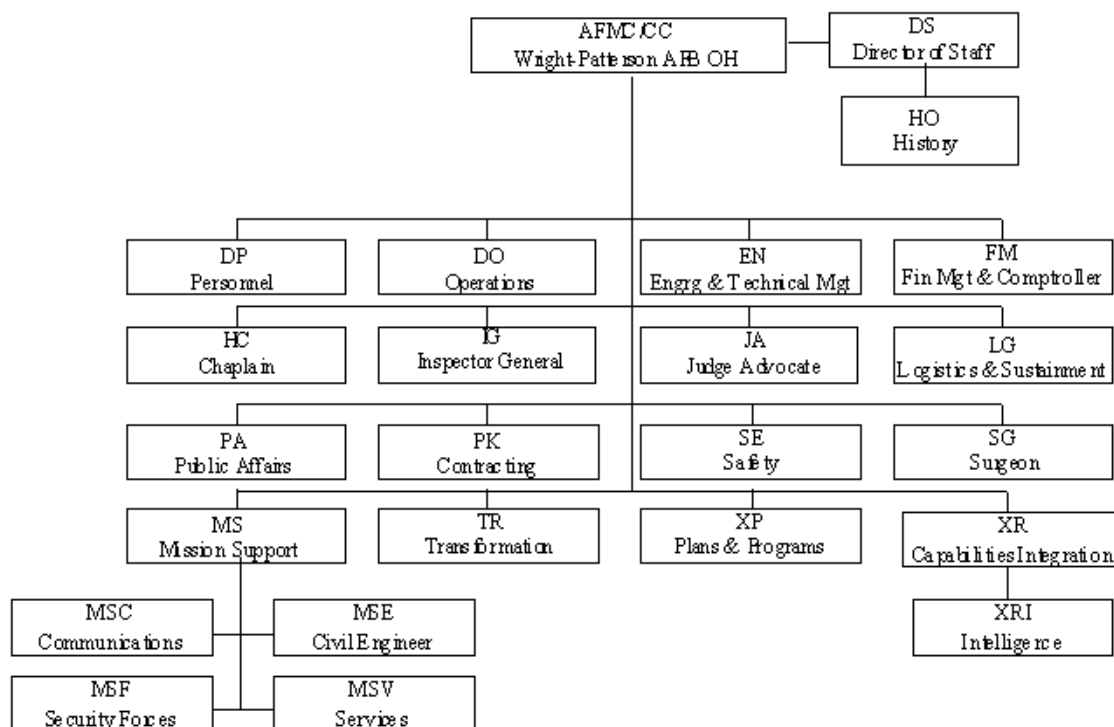 AFMC/CC
Wright-Patterson AFB OH
DS
Director of Staff
HO
History
DP
Personnel
DO
Operations
EN
Engrg & Technical Mgt
FM
Fin Mgt & Comptroller
HC
Chaplain
IG
Inspector General
JA
Judge Advocate
LG
Logistics & Sustainment
PA
Public Affairs
PK
Contracting
SE
Safety
SG
Surgeon
MS
Mission Support
TR
Transformation
XP
Plans & Programs
XR
Capabilities Integration
MSC
Communications
MSE
Civil Engineer
XRI
Intelligence
MSF
Security Forces
MSV
Services